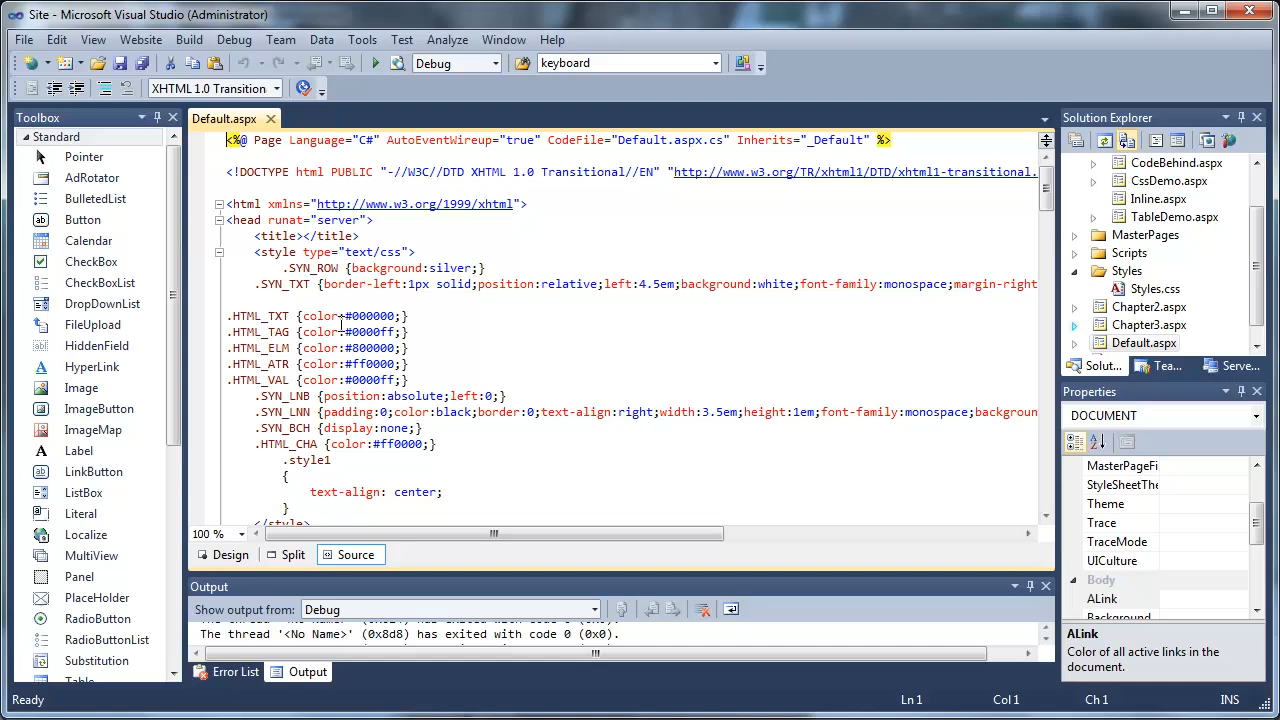 Site - Microsoft Visual Studio (Administrator)
File Edit View Website Build Debug Team Data Tools Test Analyze Window Help
Debug keyboard
XHTML 1.0 Transition
Toolbox
Standard
Pointer
AdRotator
BulletedList
Button
Calendar
CheckBox
CheckBoxList
DropDownList
FileUpload
HiddenField
HyperLink
Image
ImageButton
ImageMap
Label
LinkButton
ListBox
Literal
Localize
MultiView
Panel
PlaceHolder
RadioButton
RadioButtonList
Substitution
Default.aspx
<%@ Page Language="C#" AutoEventWireup="true" CodeFile="Default.aspx.cs" Inherits="_Default" %>
<!DOCTYPE html PUBLIC "-//W3C//DTD XHTML 1.0 Transitional//EN" "http://www.w3.org/TR/xhtml1/DTD/xhtml1-transitional.
<html xmlns="http://www.w3.org/1999/xhtml">
<head runat="server">
<title></title>
<style type="text/css">
.SYN_ROW {background:silver;}
.SYN_TXT {border-left:1px solid;position:relative;left:4.5em;background:white;font-family:monospace;margin-right
.HTML_TXT {color:#000000;}
.HTML_TAG {color:#0000ff;}
.HTML_ELM {color:#800000;}
.HTML_ATR {color:#ff0000;}
.HTML_VAL {color:#0000ff;}
.SYN_LNB {position:absolute;left:0;}
.SYN_LNN {padding:0;color:black;border:0;text-align:right;width:3.5em;height:1em;font-family:monospace;backgroun
.SYN_BCH {display:none;}
.HTML_CHA {color:#ff0000;}
.style1
{
text-align: center;
}
</style>
100 %
Design Split Source
Output
Show output from: Debug
The thread '<No Name>' (0x8d8) has exited with code 0 (0x0).
Error List Output
Solution Explorer
CodeBehind.aspx
CssDemo.aspx
Inline.aspx
TableDemo.aspx
MasterPages
Scripts
Styles
Styles.css
Chapter2.aspx
Chapter3.aspx
Default.aspx
Solut... Tea... Serve...
Properties
DOCUMENT
MasterPageFi
StyleSheetThe
Theme
Trace
TraceMode
UICulture
Body
ALink
Background
ALink
Color of all active links in the
document.
Ready Ln 1 Col 1 Ch 1 INS